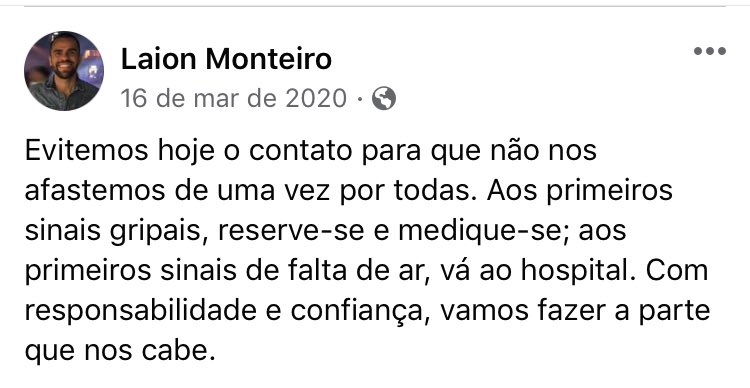 Laion Monteiro
16 de mar de 2020 ·
Evitemos hoje o contato para que não nos
afastemos de uma vez por todas. Aos primeiros
sinais gripais, reserve-se e medique-se; aos
primeiros sinais de falta de ar, vá ao hospital. Com
responsabilidade e confiança, vamos fazer a parte
que nos cabe.